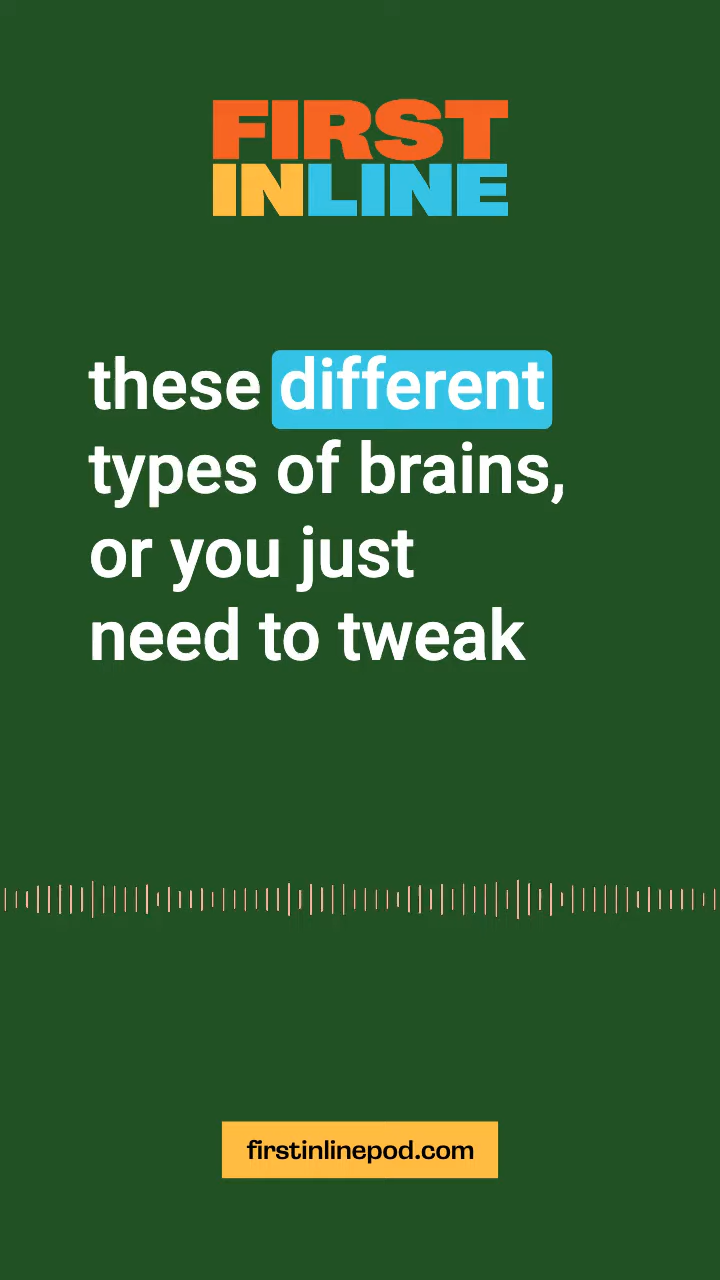 FIRST
INLINE
these different
types of brains,
or you just
need to tweak
firstinlinepod.com